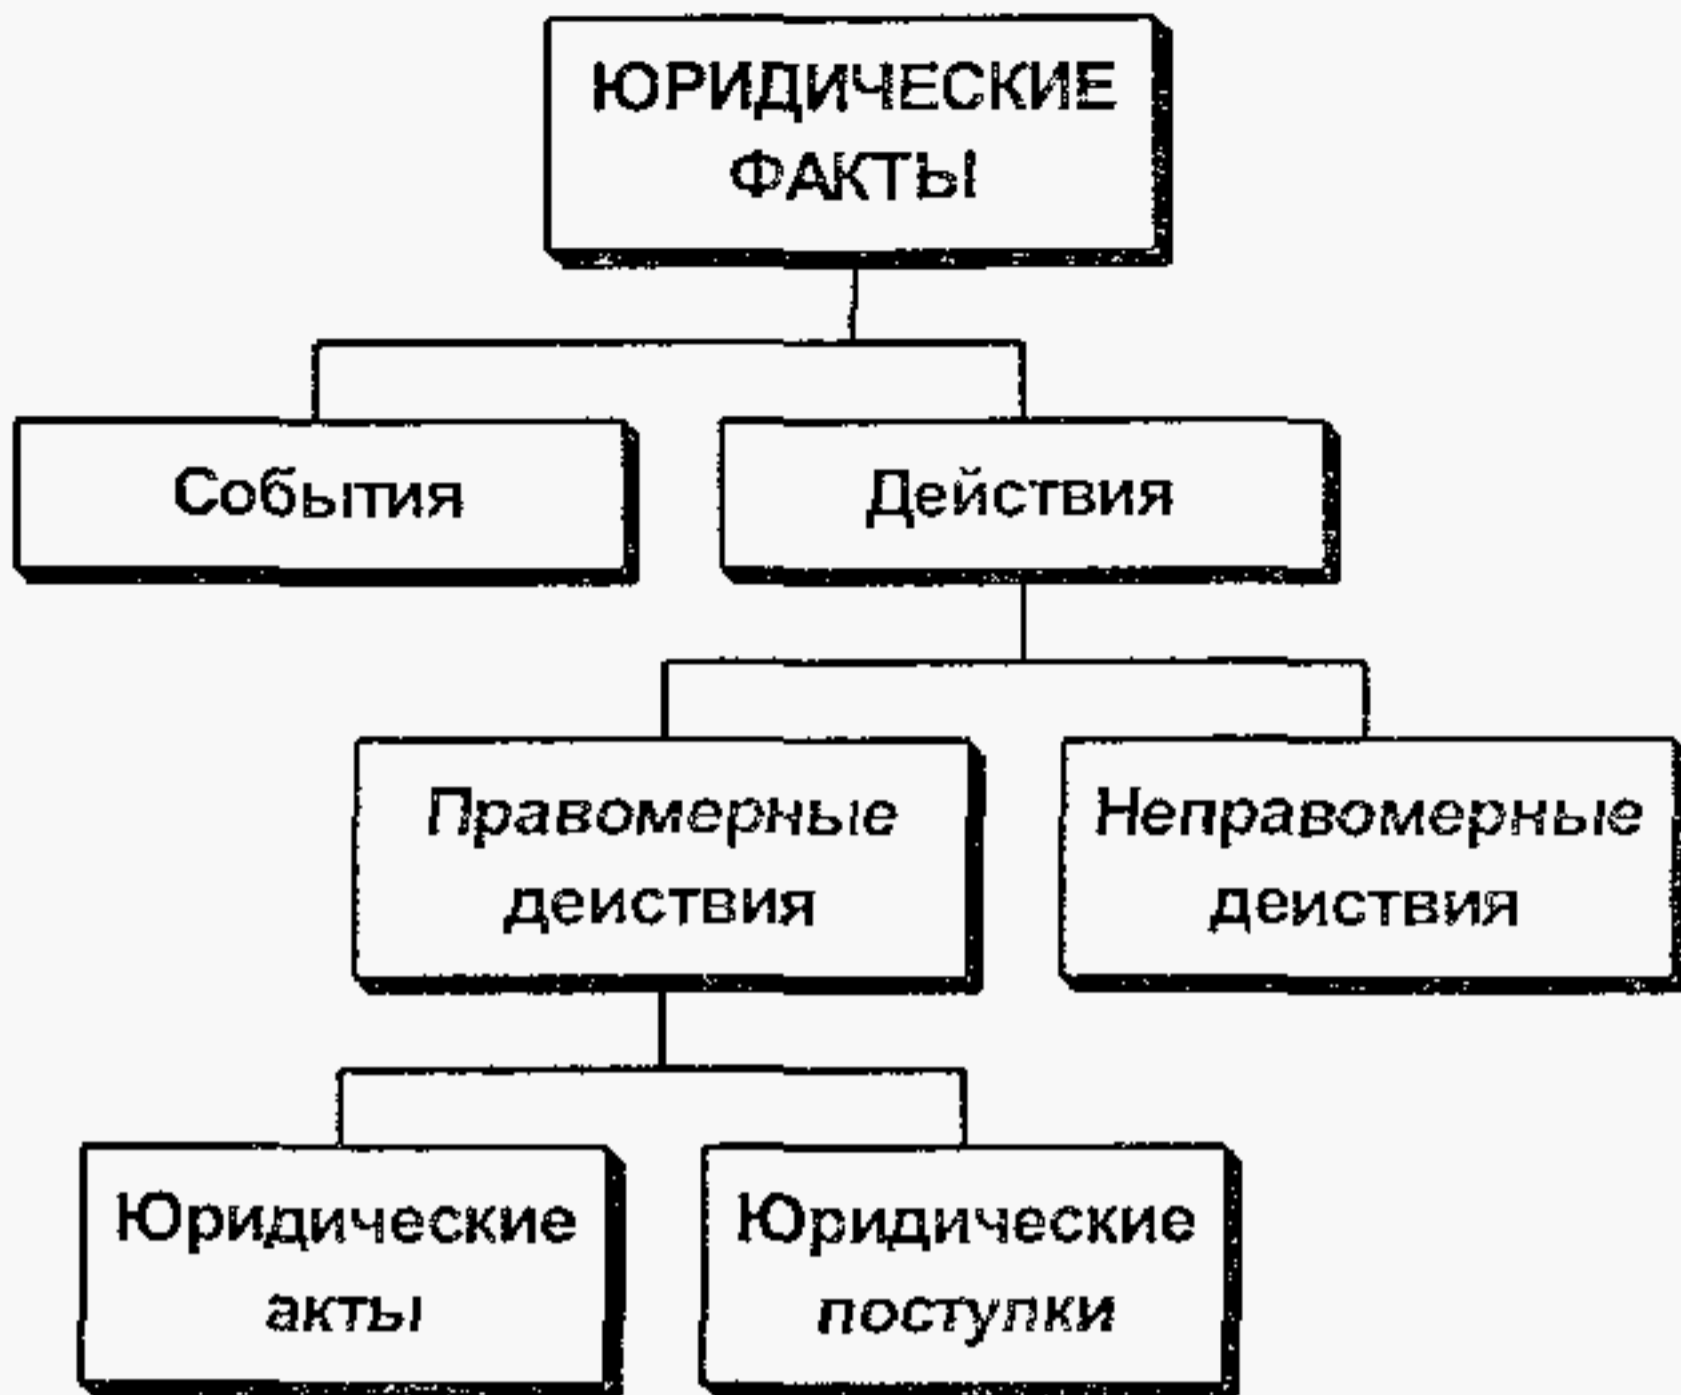 ЮРИДИЧЕСКИЕ
ФАКТЫ
События
Действия
Правомерные
деиствия
Неправомерные
деиствия
Юридические
акты
Юридические
поступки